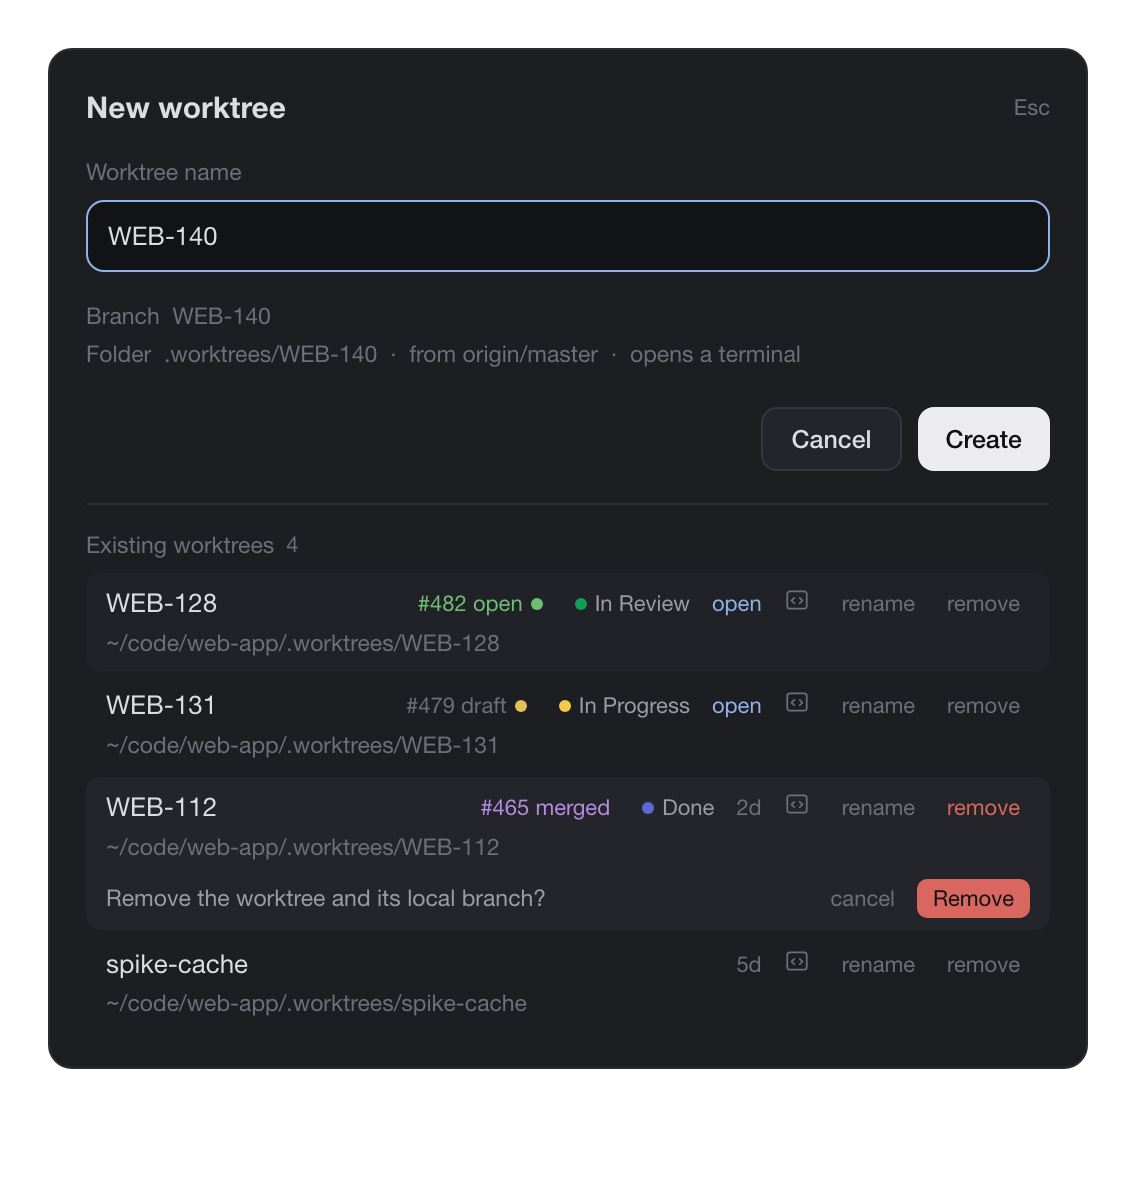 New worktree Esc
Worktree name
WEB-140
Branch WEB-140
Folder .worktrees/WEB-140 · from origin/master · opens a terminal
Cancel Create
Existing worktrees 4
WEB-128 #482 open In Review open rename remove
~/code/web-app/.worktrees/WEB-128
WEB-131 #479 draft In Progress open rename remove
~/code/web-app/.worktrees/WEB-131
WEB-112 #465 merged Done 2d rename remove
~/code/web-app/.worktrees/WEB-112
Remove the worktree and its local branch? cancel Remove
spike-cache 5d rename remove
~/code/web-app/.worktrees/spike-cache